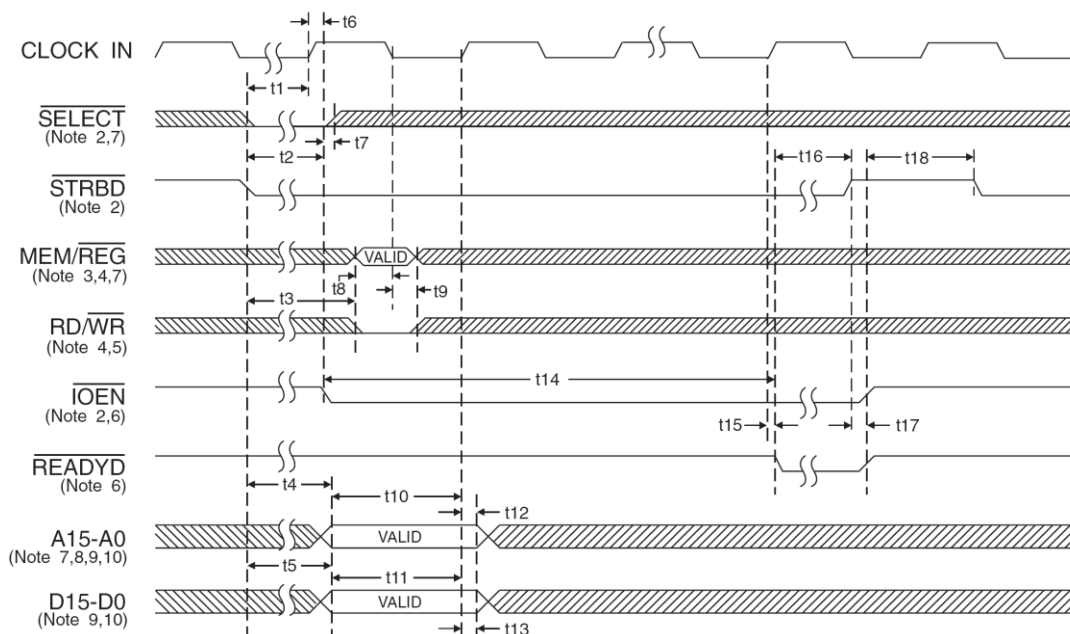 t6
CLOCK IN
t1
SELECT
(Note 2,7)
t7
t2
t16
t18
STRBD
(Note 2)
MEM/REG
(Note 3,4,7)
VALID
t8
t9
t3
RD/WR
(Note 4,5)
t14
IOEN
(Note 2,6)
t15
t17
READYD
(Note 6)
t4
t10
t12
A15-A0
(Note 7,8,9,10)
VALID
t5
t11
D15-D0
(Note 9,10)
VALID
t13